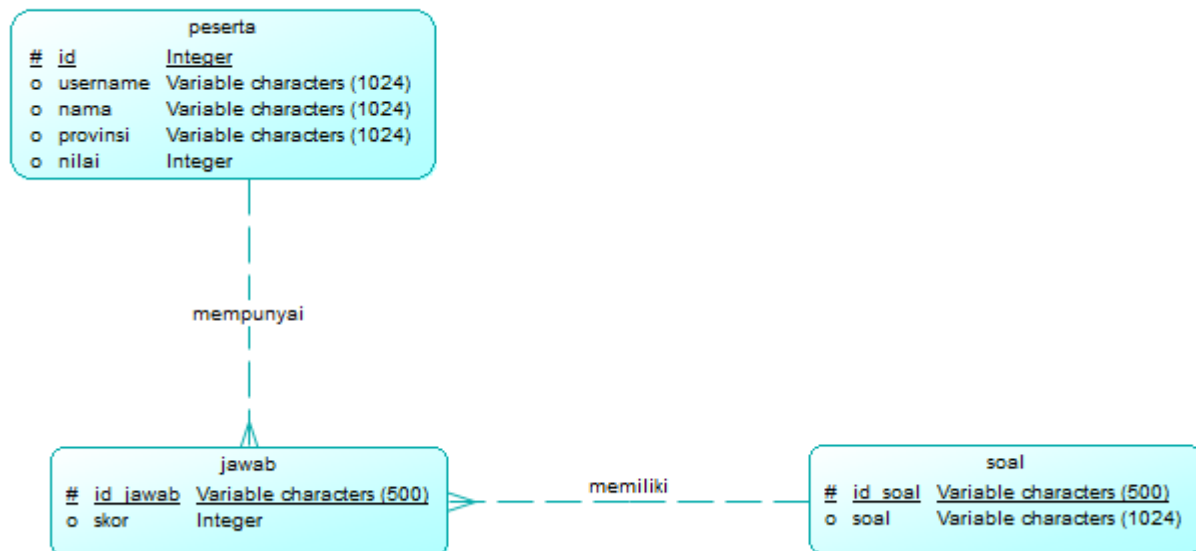 peserta
# id Integer
o username Variable characters (1024)
o nama Variable characters (1024)
o provinsi Variable characters (1024)
o nilai Integer
mempunyai
jawab
# id_jawab Variable characters (500)
o skor Integer
memiliki
soal
# id_soal Variable characters (500)
o soal Variable characters (1024)